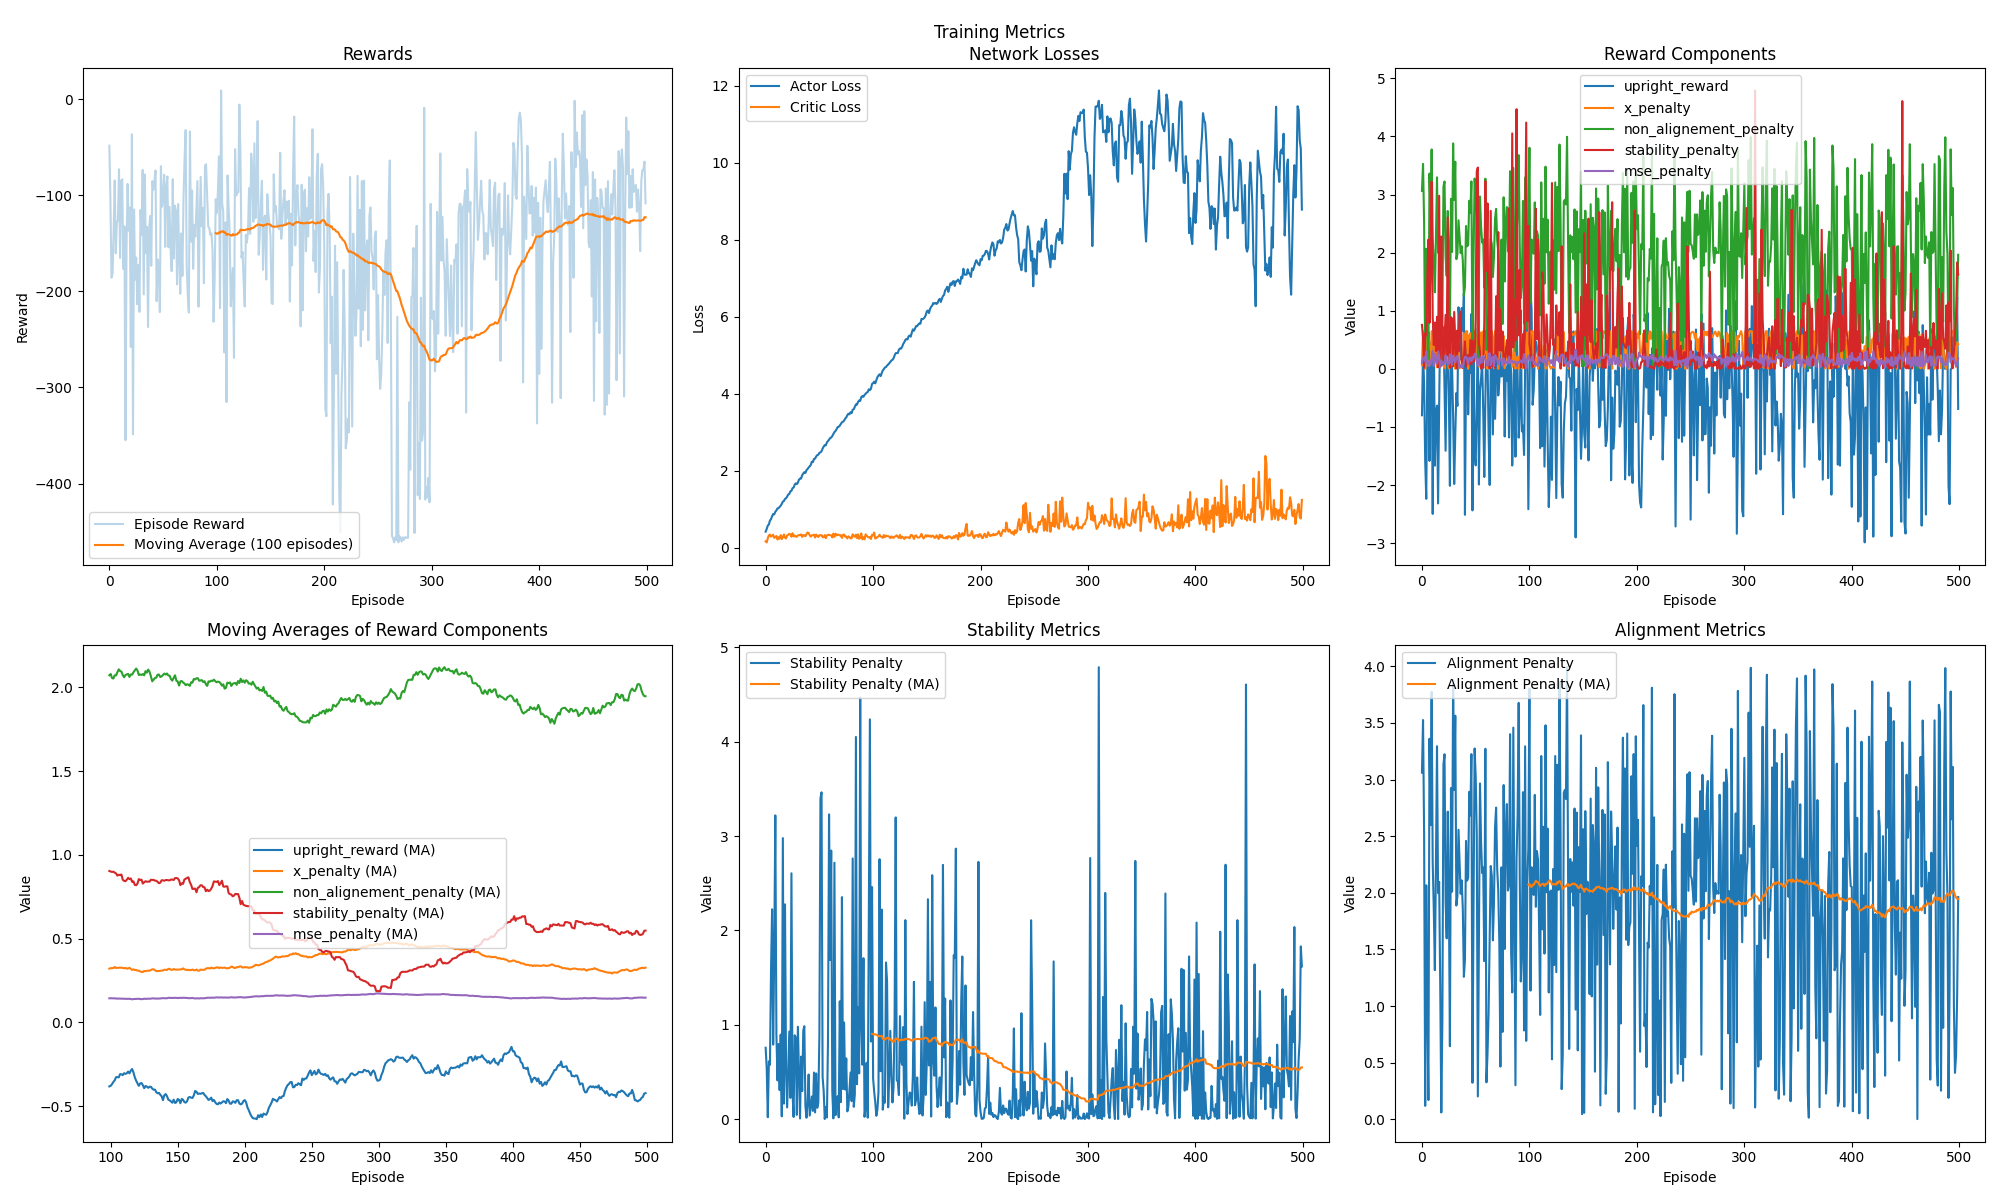 Training Metrics
Rewards
0
−100
−200
−300
−400
Reward
Episode Reward
Moving Average (100 episodes)
0 100 200 300 400 500
Episode
Network Losses
Actor Loss
Critic Loss
12
10
8
6
4
2
0
Loss
0 100 200 300 400 500
Episode
Reward Components
upright_reward
x_penalty
non_alignement_penalty
stability_penalty
mse_penalty
5
4
3
2
1
0
−1
−2
−3
Value
0 100 200 300 400 500
Episode
Moving Averages of Reward Components
2.0
1.5
1.0
0.5
0.0
−0.5
Value
upright_reward (MA)
x_penalty (MA)
non_alignement_penalty (MA)
stability_penalty (MA)
mse_penalty (MA)
100 150 200 250 300 350 400 450 500
Episode
Stability Metrics
Stability Penalty
Stability Penalty (MA)
5
4
3
2
1
0
Value
0 100 200 300 400 500
Episode
Alignment Metrics
Alignment Penalty
Alignment Penalty (MA)
4.0
3.5
3.0
2.5
2.0
1.5
1.0
0.5
0.0
Value
0 100 200 300 400 500
Episode